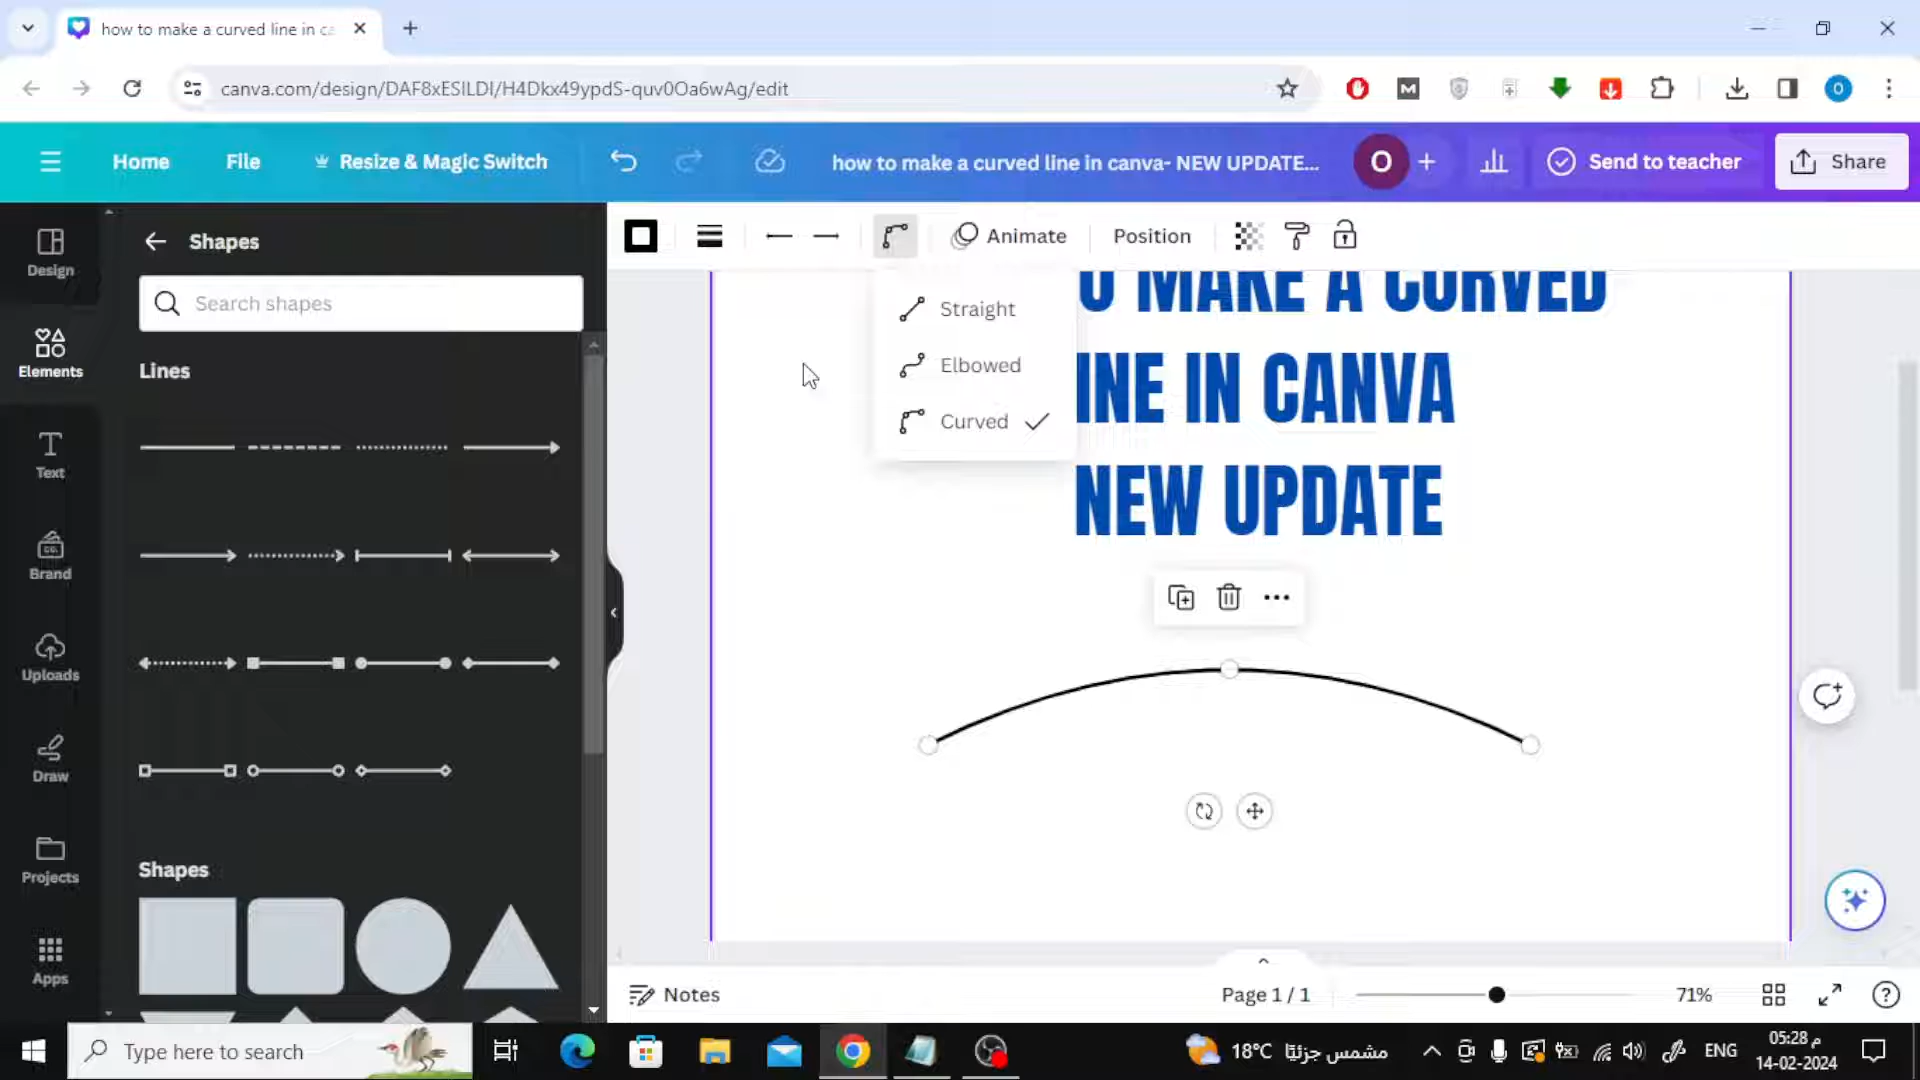 how to make a curved line in ca
canva.com/design/DAF8xESILDI/H4Dkx49ypdS-quv0Oa6wAg/edit
Home
File
Resize & Magic Switch
how to make a curved line in canva- NEW UPDATE...
O
Send to teacher
Share
Design
Elements
Text
Brand
Uploads
Draw
Projects
Apps
Shapes
Search shapes
Lines
Shapes
Animate
Position
Straight
Elbowed
Curved
O MAKE A CURVED
INE IN CANVA
NEW UPDATE
Notes
Page 1 / 1
71%
Type here to search
18°C
مشمس جزئيًا
ENG
05:28 م
14-02-2024